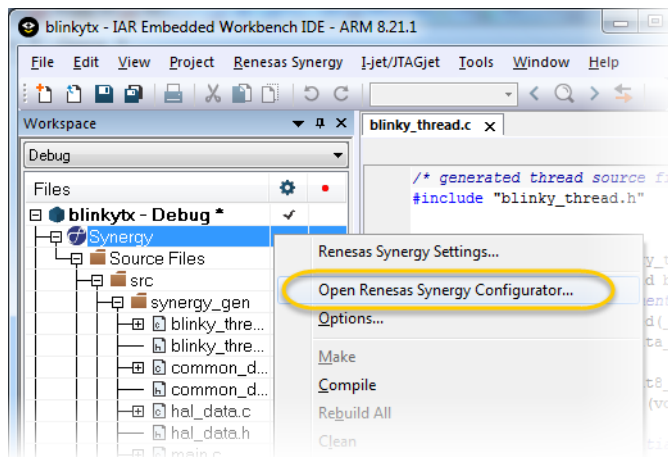 blinkytx - IAR Embedded Workbench IDE - ARM 8.21.1
File Edit View Project Renesas Synergy I-jet/JTAGjet Tools Window Help
Workspace
blinky_thread.c
Debug
Files
/* generated thread source f
#include "blinky_thread.h"
blinkytx - Debug *
Synergy
Source Files
src
synergy_gen
blinky_thre...
blinky_thre...
common_d...
common_d...
hal_data.c
hal_data.h
main.c
Renesas Synergy Settings...
Open Renesas Synergy Configurator...
Options...
Make
Compile
Rebuild All
Clean